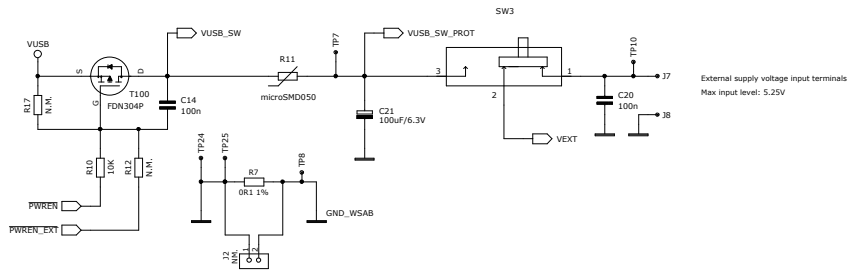 SW3
VUSB_SW
VUSB_SW_PROT
VUSB
S
D
G
T100
FDN304P
R17
N.M.
C14
100n
R11
microSMD050
TP7
3
1
2
TP10
J7
External supply voltage input terminals
Max input level: 5.25V
C20
100n
J8
C21
100uF/6.3V
VEXT
R10
10K
R12
N.M.
TP24
TP25
TP8
R7
0R1 1%
PWREN
GND_WSAB
PWREN_EXT
J2
NM.
1
2